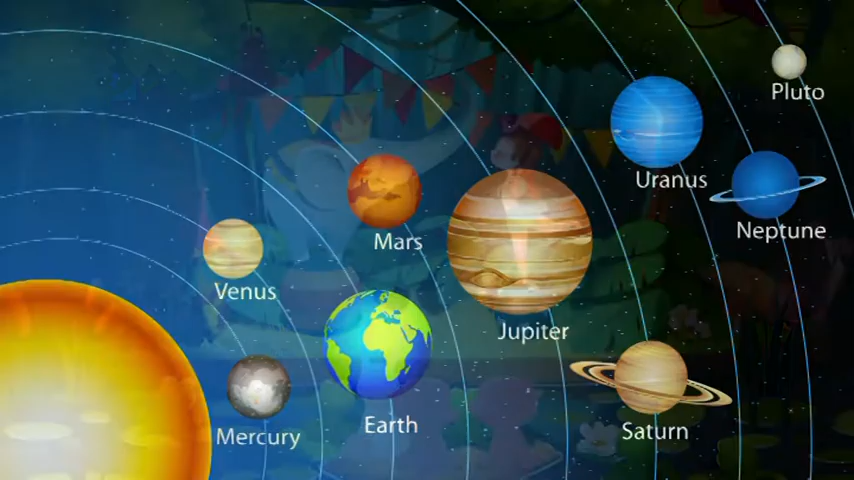 Pluto
Uranus
Neptune
Mars
Venus
Jupiter
Earth
Saturn
Mercury